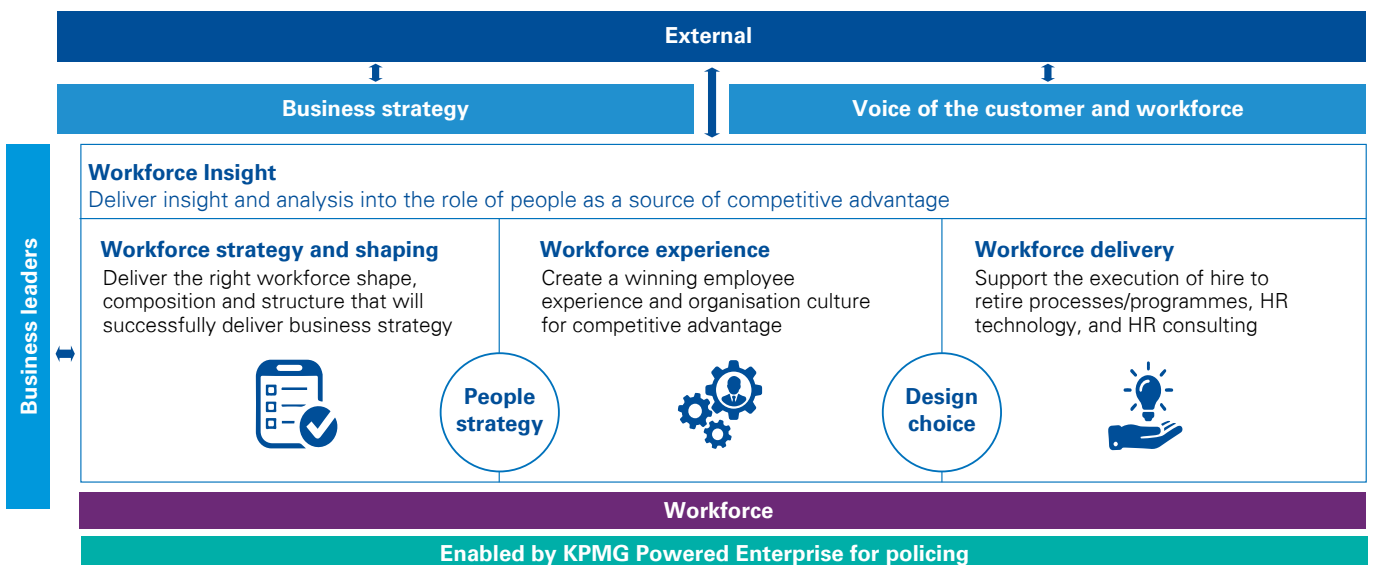 External
Business strategy
Voice of the customer and workforce
Business leaders
Workforce Insight
Deliver insight and analysis into the role of people as a source of competitive advantage
Workforce strategy and shaping
Deliver the right workforce shape,
composition and structure that will
successfully deliver business strategy
People
strategy
Workforce experience
Create a winning employee
experience and organisation culture
for competitive advantage
Design
choice
Workforce delivery
Support the execution of hire to
retire processes/programmes, HR
technology, and HR consulting
Workforce
Enabled by KPMG Powered Enterprise for policing